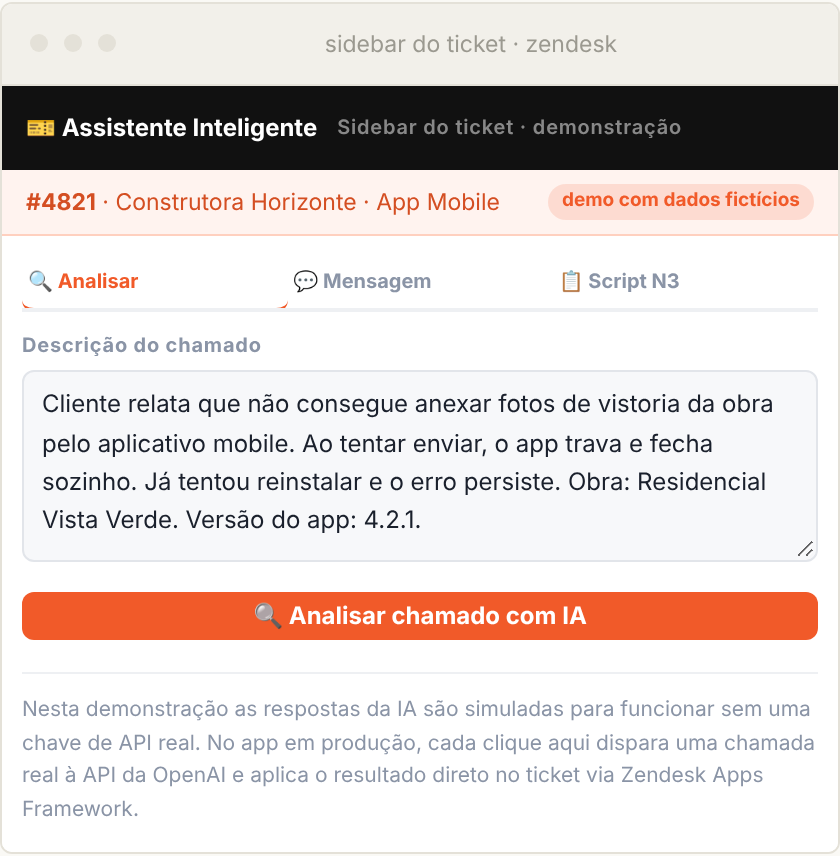 sidebar do ticket · zendesk
🎫 Assistente Inteligente Sidebar do ticket · demonstração
#4821 · Construtora Horizonte · App Mobile demo com dados fictícios
🔍 Analisar 💬 Mensagem 📋 Script N3
Descrição do chamado
Cliente relata que não consegue anexar fotos de vistoria da obra
pelo aplicativo mobile. Ao tentar enviar, o app trava e fecha
sozinho. Já tentou reinstalar e o erro persiste. Obra: Residencial
Vista Verde. Versão do app: 4.2.1.
🔍 Analisar chamado com IA
Nesta demonstração as respostas da IA são simuladas para funcionar sem uma
chave de API real. No app em produção, cada clique aqui dispara uma chamada
real à API da OpenAI e aplica o resultado direto no ticket via Zendesk Apps
Framework.